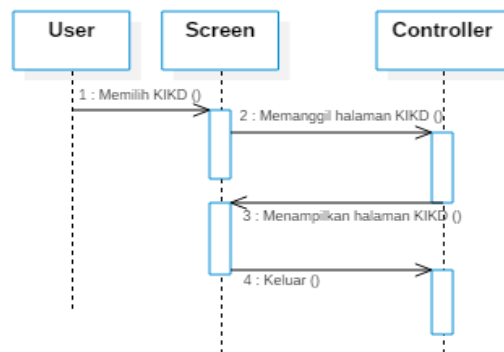 User
Screen
Controller
1 : Memilih KIKD ()
2 : Memanggil halaman KIKD ()
3 : Menampilkan halaman KIKD ()
4 : Keluar ()